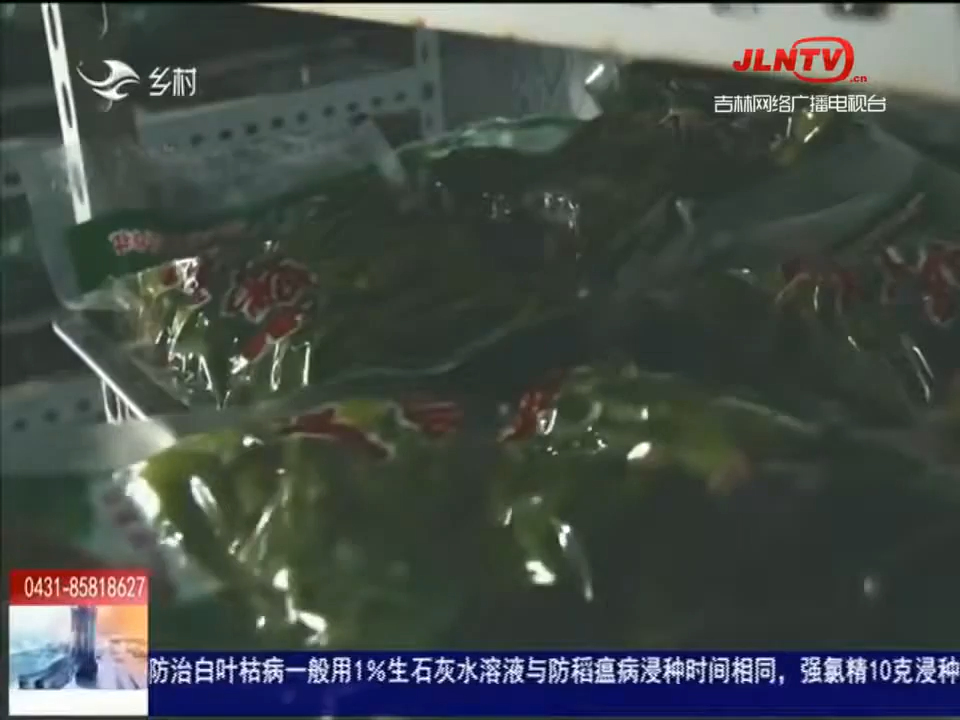 乡村
JLNTV.cn
吉林网络广播电视台
0431-85818627
防治白叶枯病一般用1%生石灰水溶液与防稻瘟病浸种时间相同，强氯精10克浸种